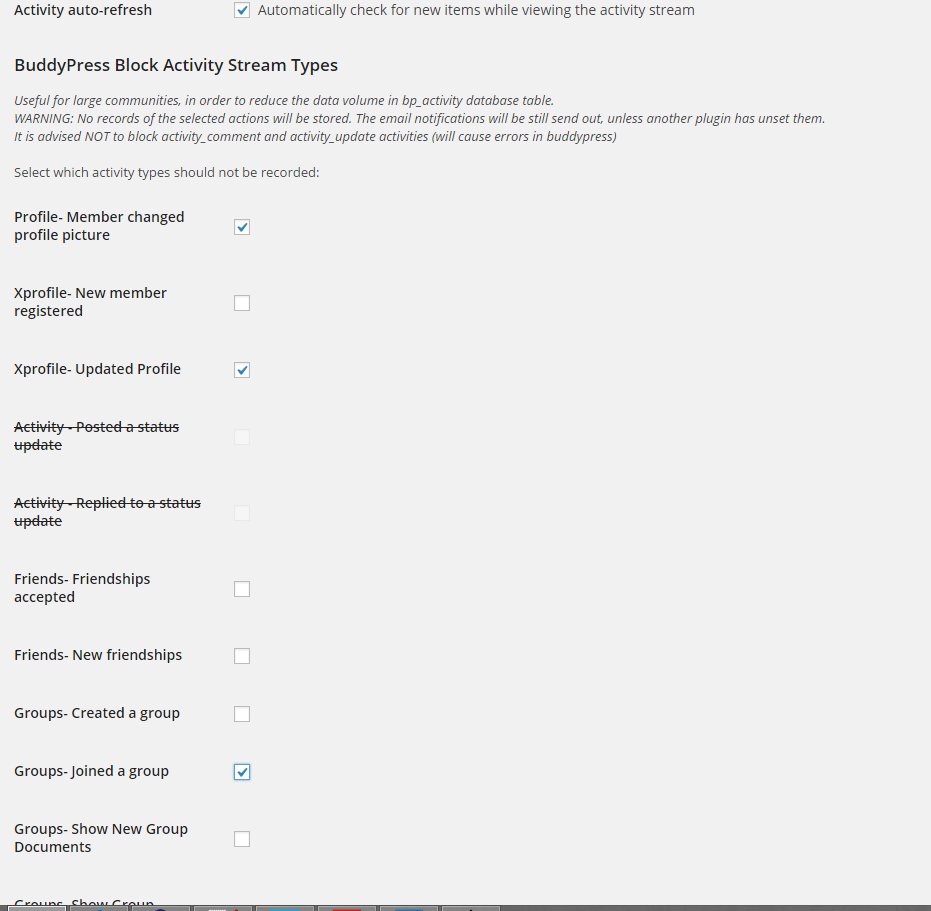 Activity auto-refresh Automatically check for new items while viewing the activity stream
BuddyPress Block Activity Stream Types
Useful for large communities, in order to reduce the data volume in bp_activity database table.
WARNING: No records of the selected actions will be stored. The email notifications will be still send out, unless another plugin has unset them.
It is advised NOT to block activity_comment and activity_update activities (will cause errors in buddypress)
Select which activity types should not be recorded:
Profile- Member changed
profile picture
Xprofile- New member
registered
Xprofile- Updated Profile
Activity - Posted a status
update
Activity - Replied to a status
update
Friends- Friendships
accepted
Friends- New friendships
Groups- Created a group
Groups- Joined a group
Groups- Show New Group
Documents
Groups- Show Group